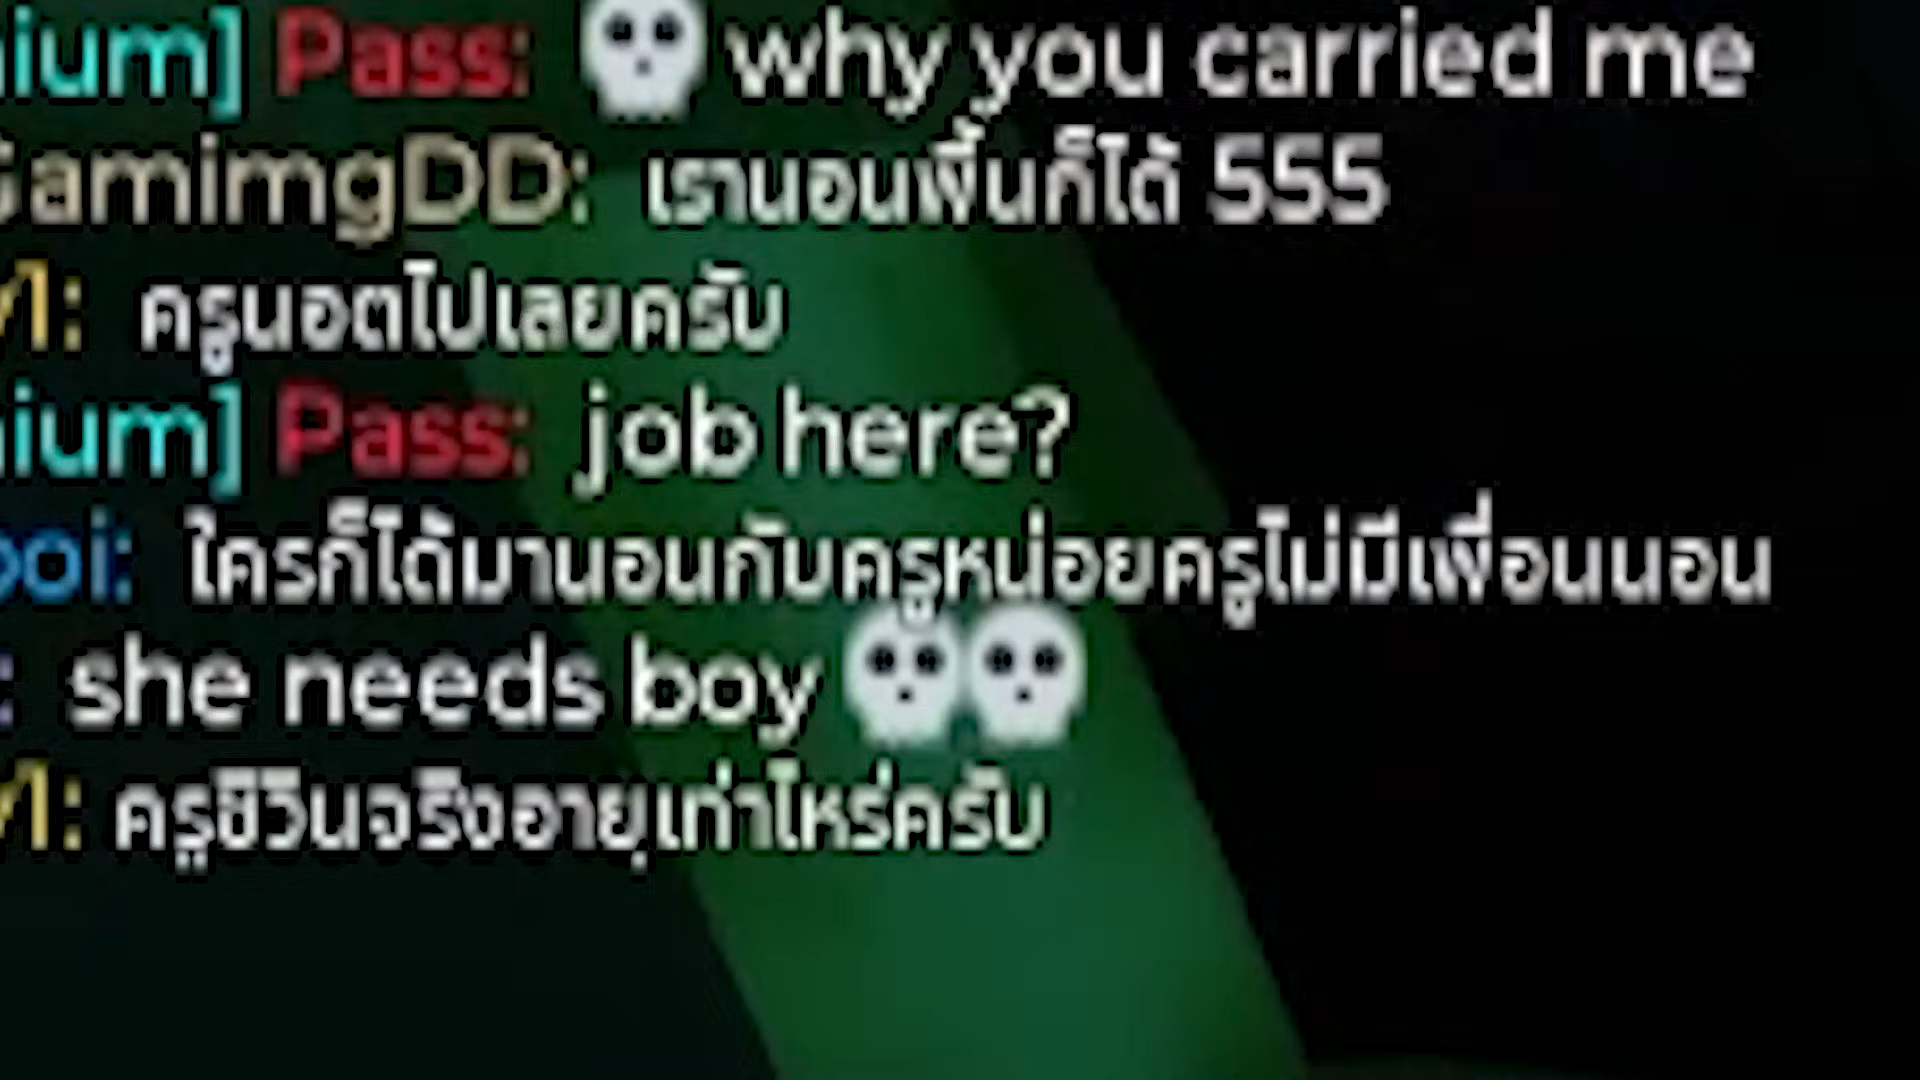 ium] Pass: 💀 why you carried me
GamimgDD: เรานอนพื้นก็ได้ 555
1: ครูนอตไปเลยครับ
ium] Pass: job here?
ooi: ใครก็ได้มานอนกับครูหน่อยครูไม่มีเพื่อนนอน
: she needs boy 💀💀
1: ครูชิวินจริงอายุเท่าไหร่ครับ